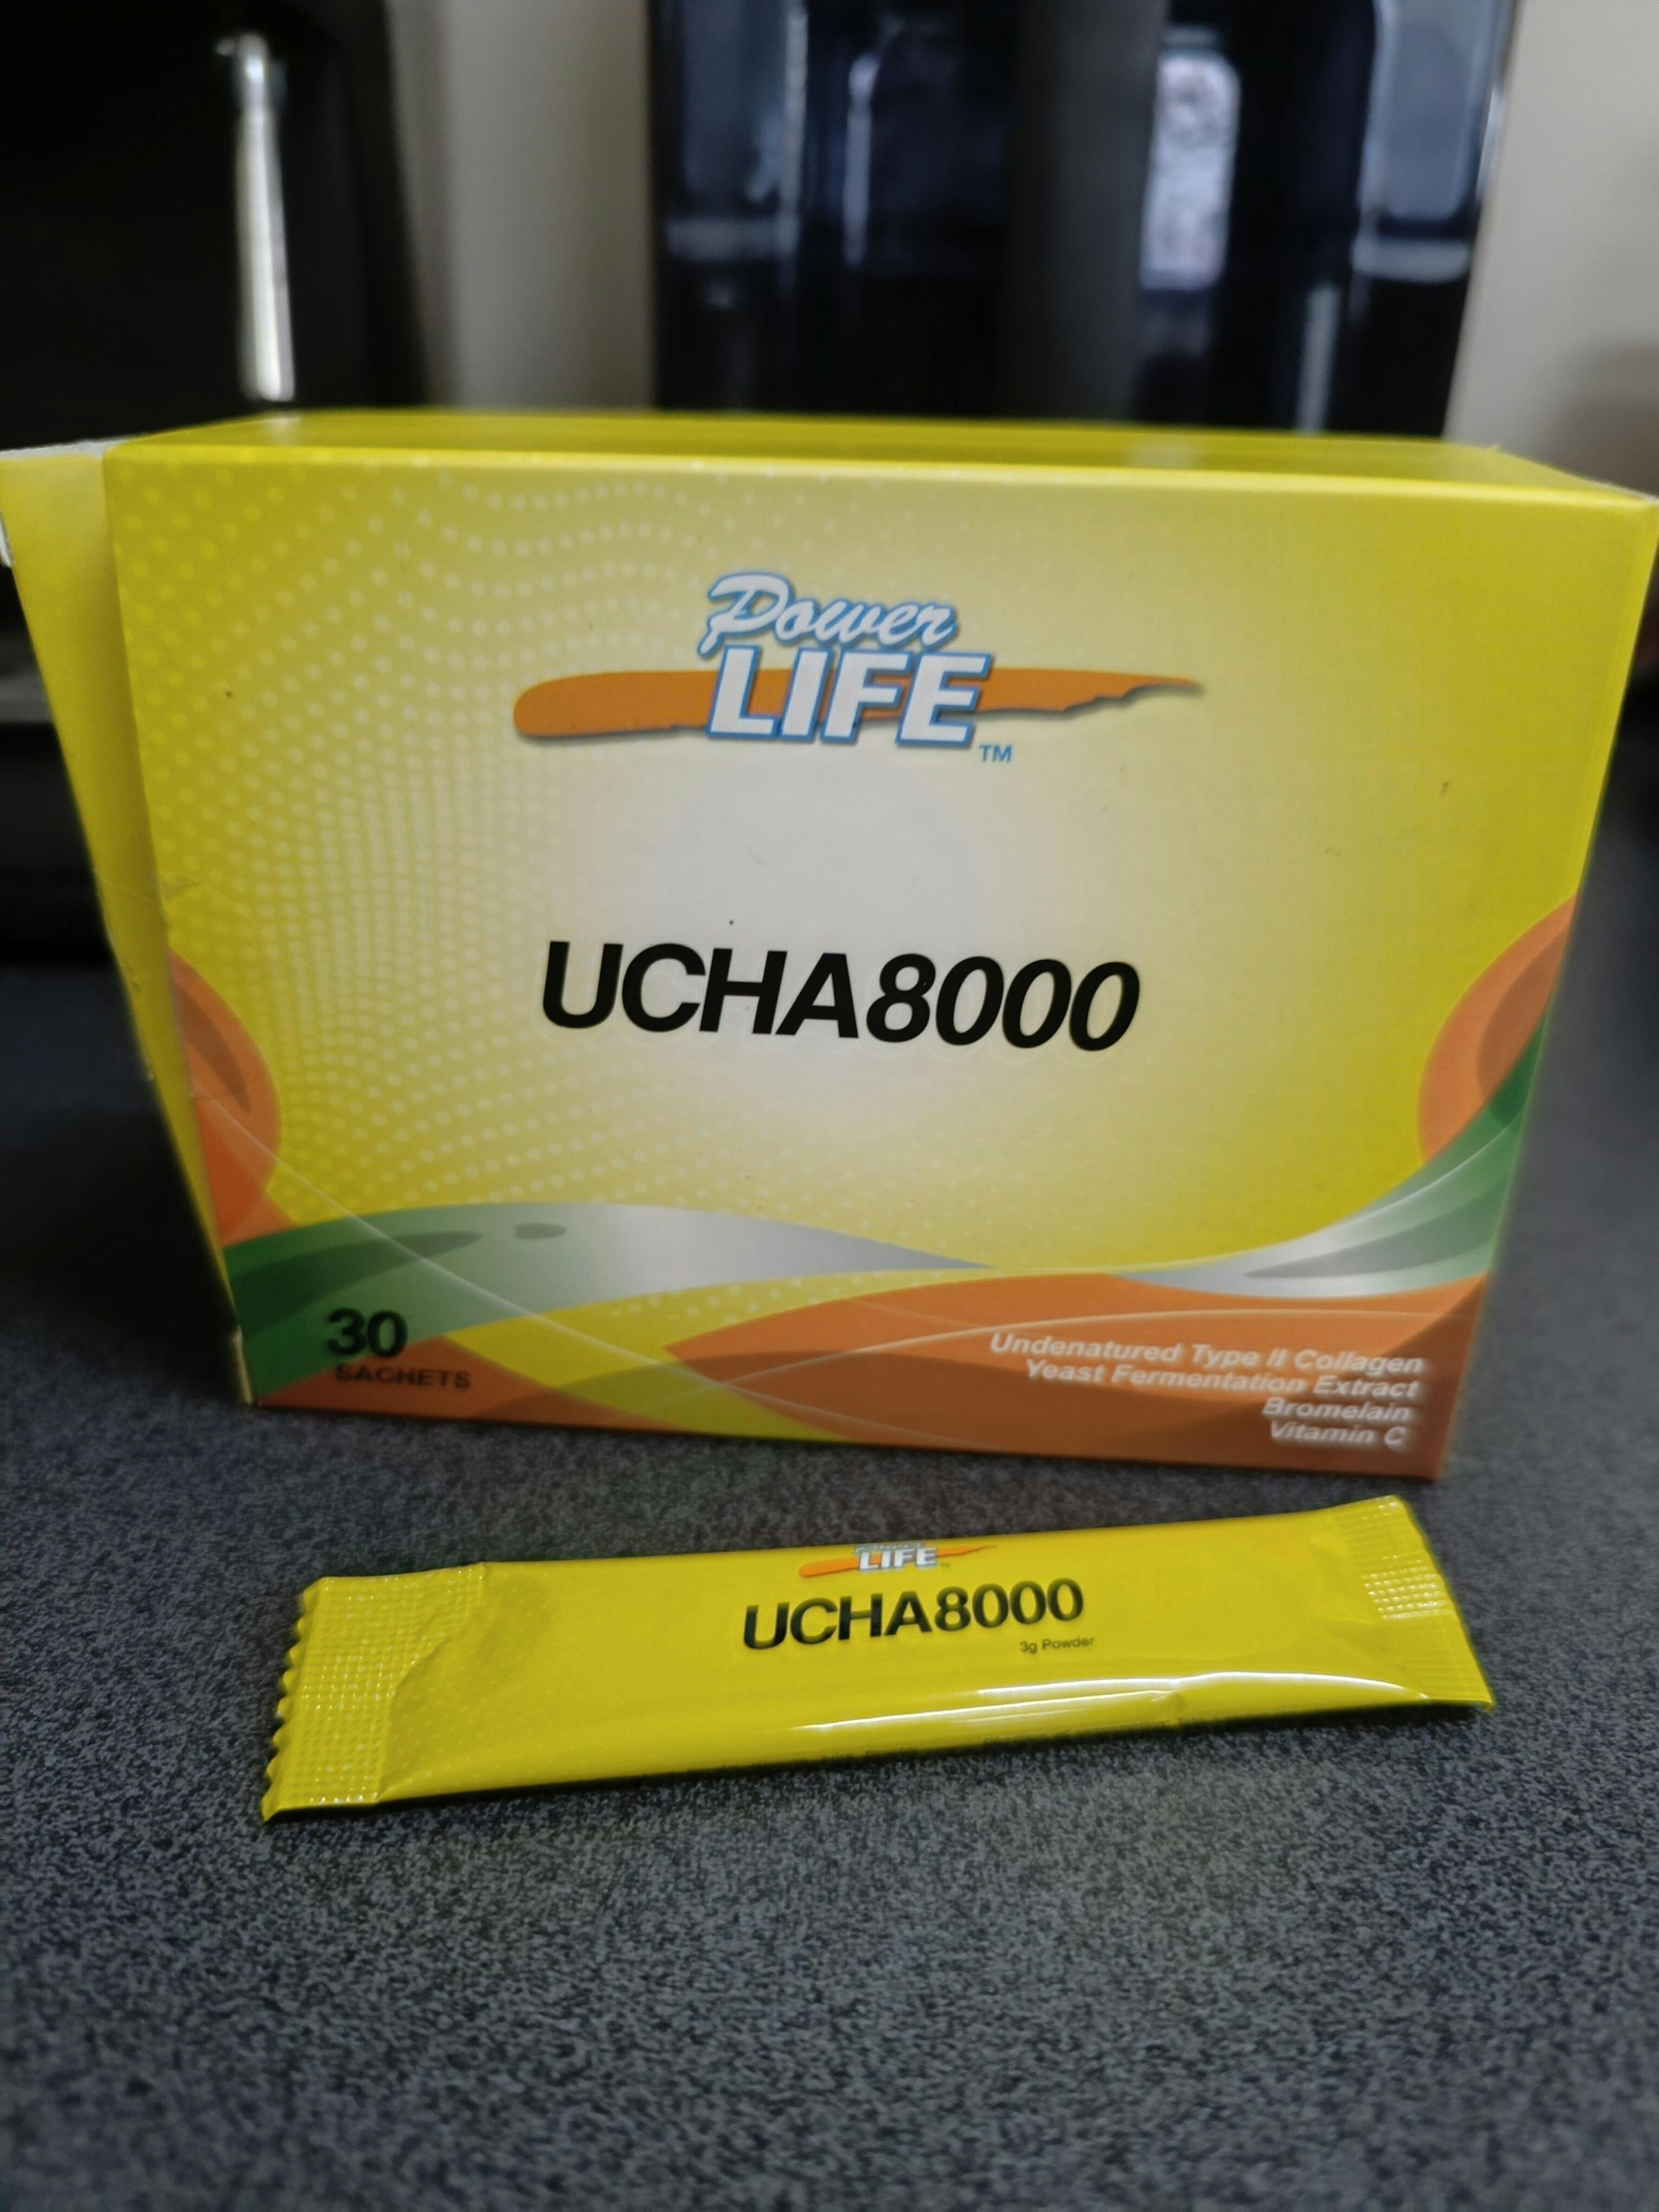 Power
LIFE
TM
UCHA8000
30
SACHETS
Undenatured Type II Collagen
Yeast Fermentation Extract
Bromelain
Vitamin C
Power
LIFE
UCHA8000
3g Powder